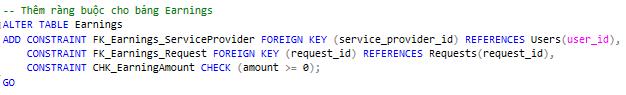 -- Thêm ràng buộc cho bảng Earnings
ALTER TABLE Earnings
ADD CONSTRAINT FK_Earnings_ServiceProvider FOREIGN KEY (service_provider_id) REFERENCES Users(user_id),
    CONSTRAINT FK_Earnings_Request FOREIGN KEY (request_id) REFERENCES Requests(request_id),
    CONSTRAINT CHK_EarningAmount CHECK (amount >= 0);
GO